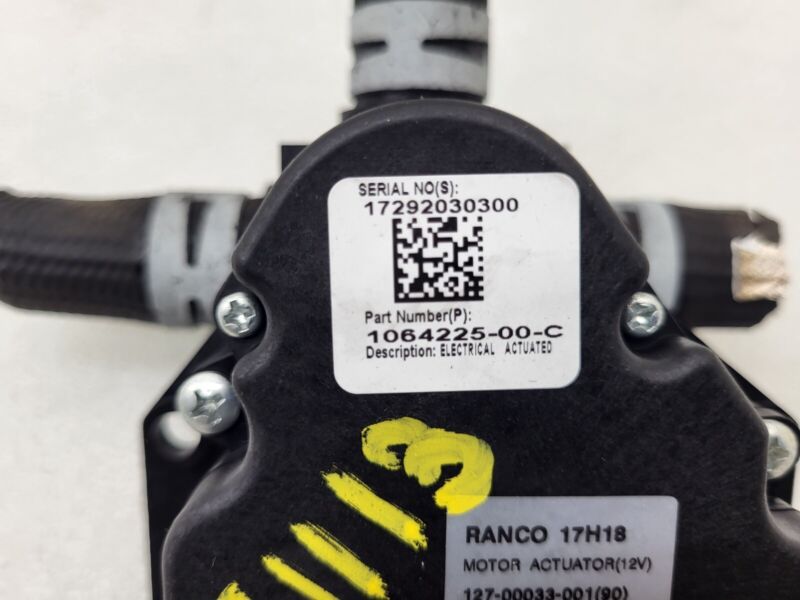 SERIAL NO(S):
17292030300
Part Number(P):
1064225-00-C
Description: ELECTRICAL ACTUATED
RANCO 17H18
MOTOR ACTUATOR(12V)
127-00033-001(90)